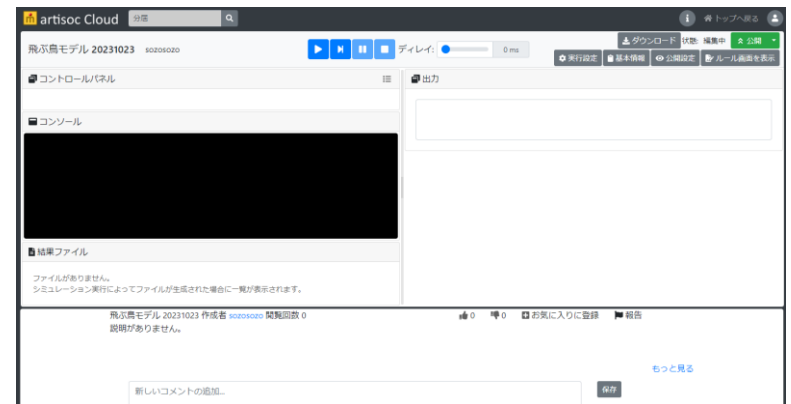 artisoc Cloud 分居 トップへ戻る
飛ぶ鳥モデル 20231023 sozosozo ディレイ: 0 ms ダウンロード 状態: 編集中 公開
実行設定 基本情報 公開設定 ルール画面を表示
コントロールパネル
出力
コンソール
結果ファイル
ファイルがありません。
シミュレーション実行によってファイルが生成された場合に一覧が表示されます。
飛ぶ鳥モデル 20231023 作成者 sozosozo 閲覧回数 0 0 0 お気に入りに登録 報告
説明がありません。
もっと見る
新しいコメントの追加... 保存